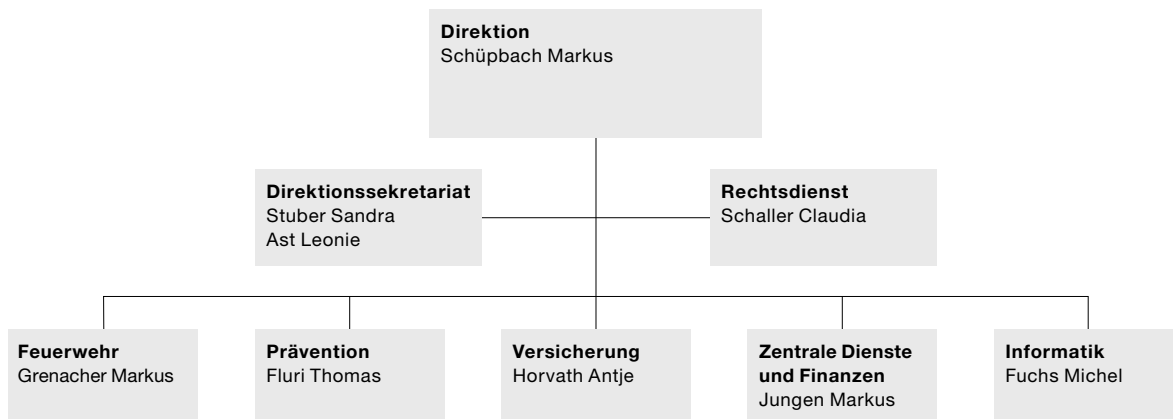 Direktion
Schüpbach Markus
Direktionssekretariat
Stuber Sandra
Ast Leonie
Rechtsdienst
Schaller Claudia
Feuerwehr
Grenacher Markus
Prävention
Fluri Thomas
Versicherung
Horvath Antje
Zentrale Dienste
und Finanzen
Jungen Markus
Informatik
Fuchs Michel